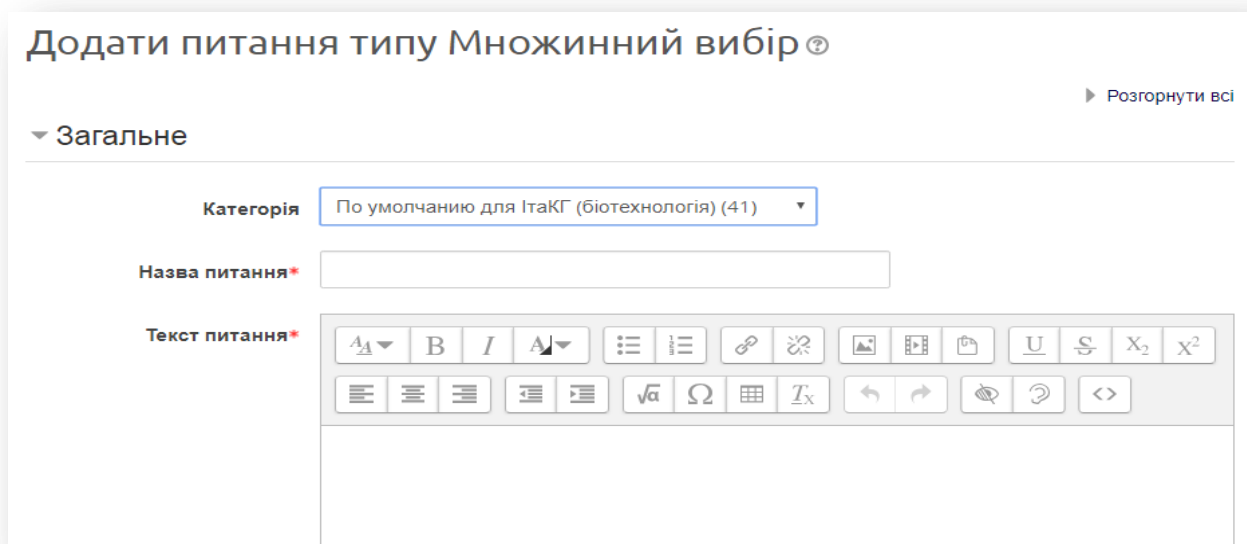 Додати питання типу Множинний вибір
Розгорнути всі
Загальне
Категорія По умолчанию для ІтаКГ (біотехнологія) (41)
Назва питання*
Текст питання*